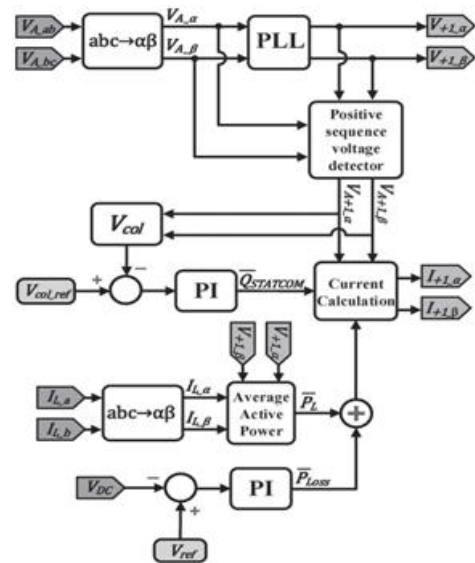 V_A_ab
V_A_bc
abc→αβ
V_A_α
V_A_β
PLL
V_+1_α
V_+1_β
Positive
sequence
voltage
detector
V_A+1_α
V_A+1_β
V_col
+
−
V_col_ref
PI
Q̅_STATCOM
Current
Calculation
I_+1_α
I_+1_β
V_+1_β
V_+1_α
I_L_a
I_L_b
abc→αβ
I_L_α
I_L_β
Average
Active
Power
P̅_L
+
V_DC
−
+
PI
P̅_Loss
V_ref